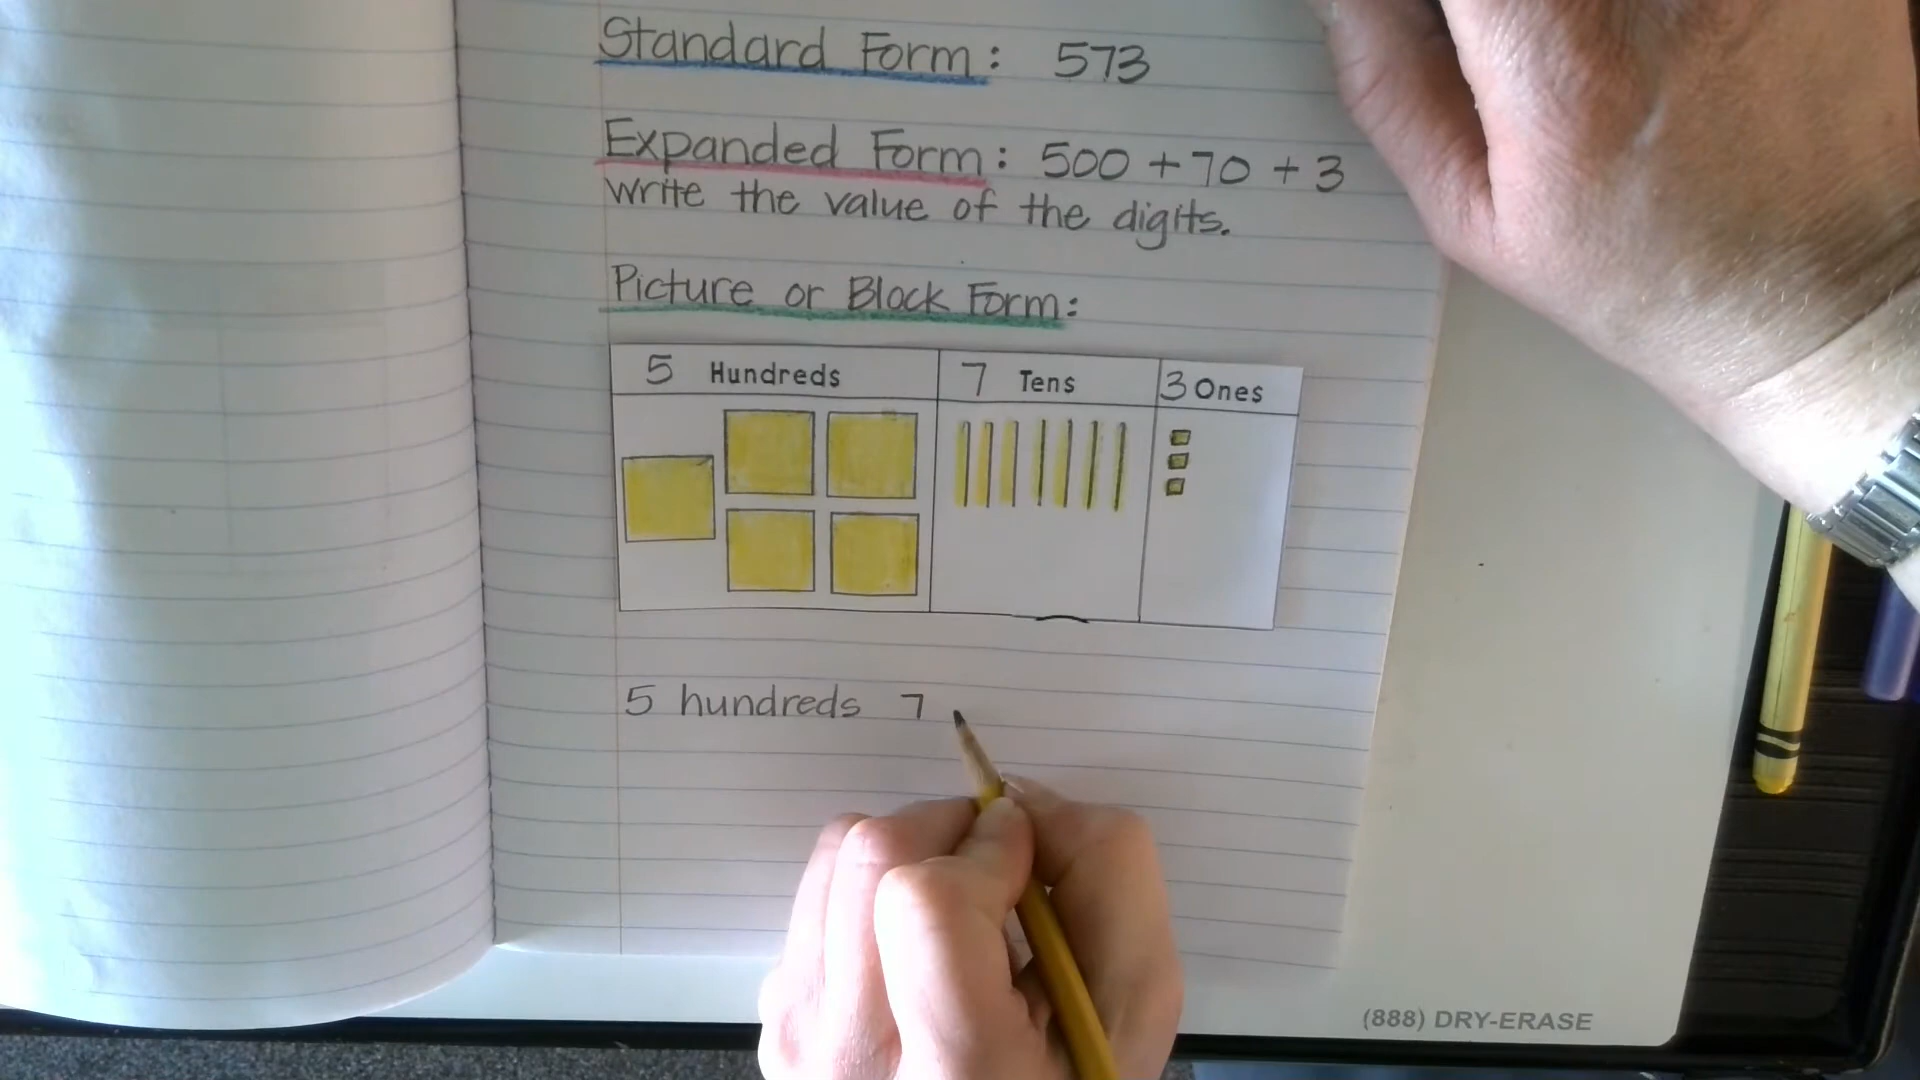 Standard Form: 573
Expanded Form: 500 + 70 + 3
write the value of the digits.
Picture or Block Form:
5 Hundreds 7 Tens 3 Ones
5 hundreds 7
(888) DRY-ERASE